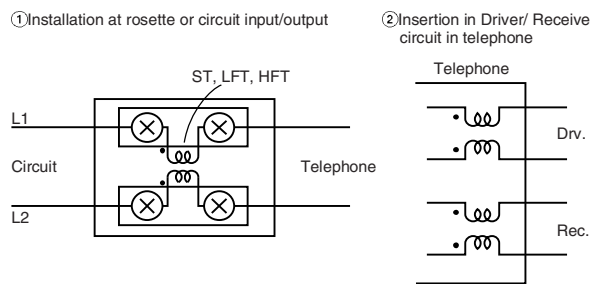 ①Installation at rosette or circuit input/output
②Insertion in Driver/ Receive
circuit in telephone
ST, LFT, HFT
L1
Circuit
Telephone
L2
Telephone
Drv.
Rec.